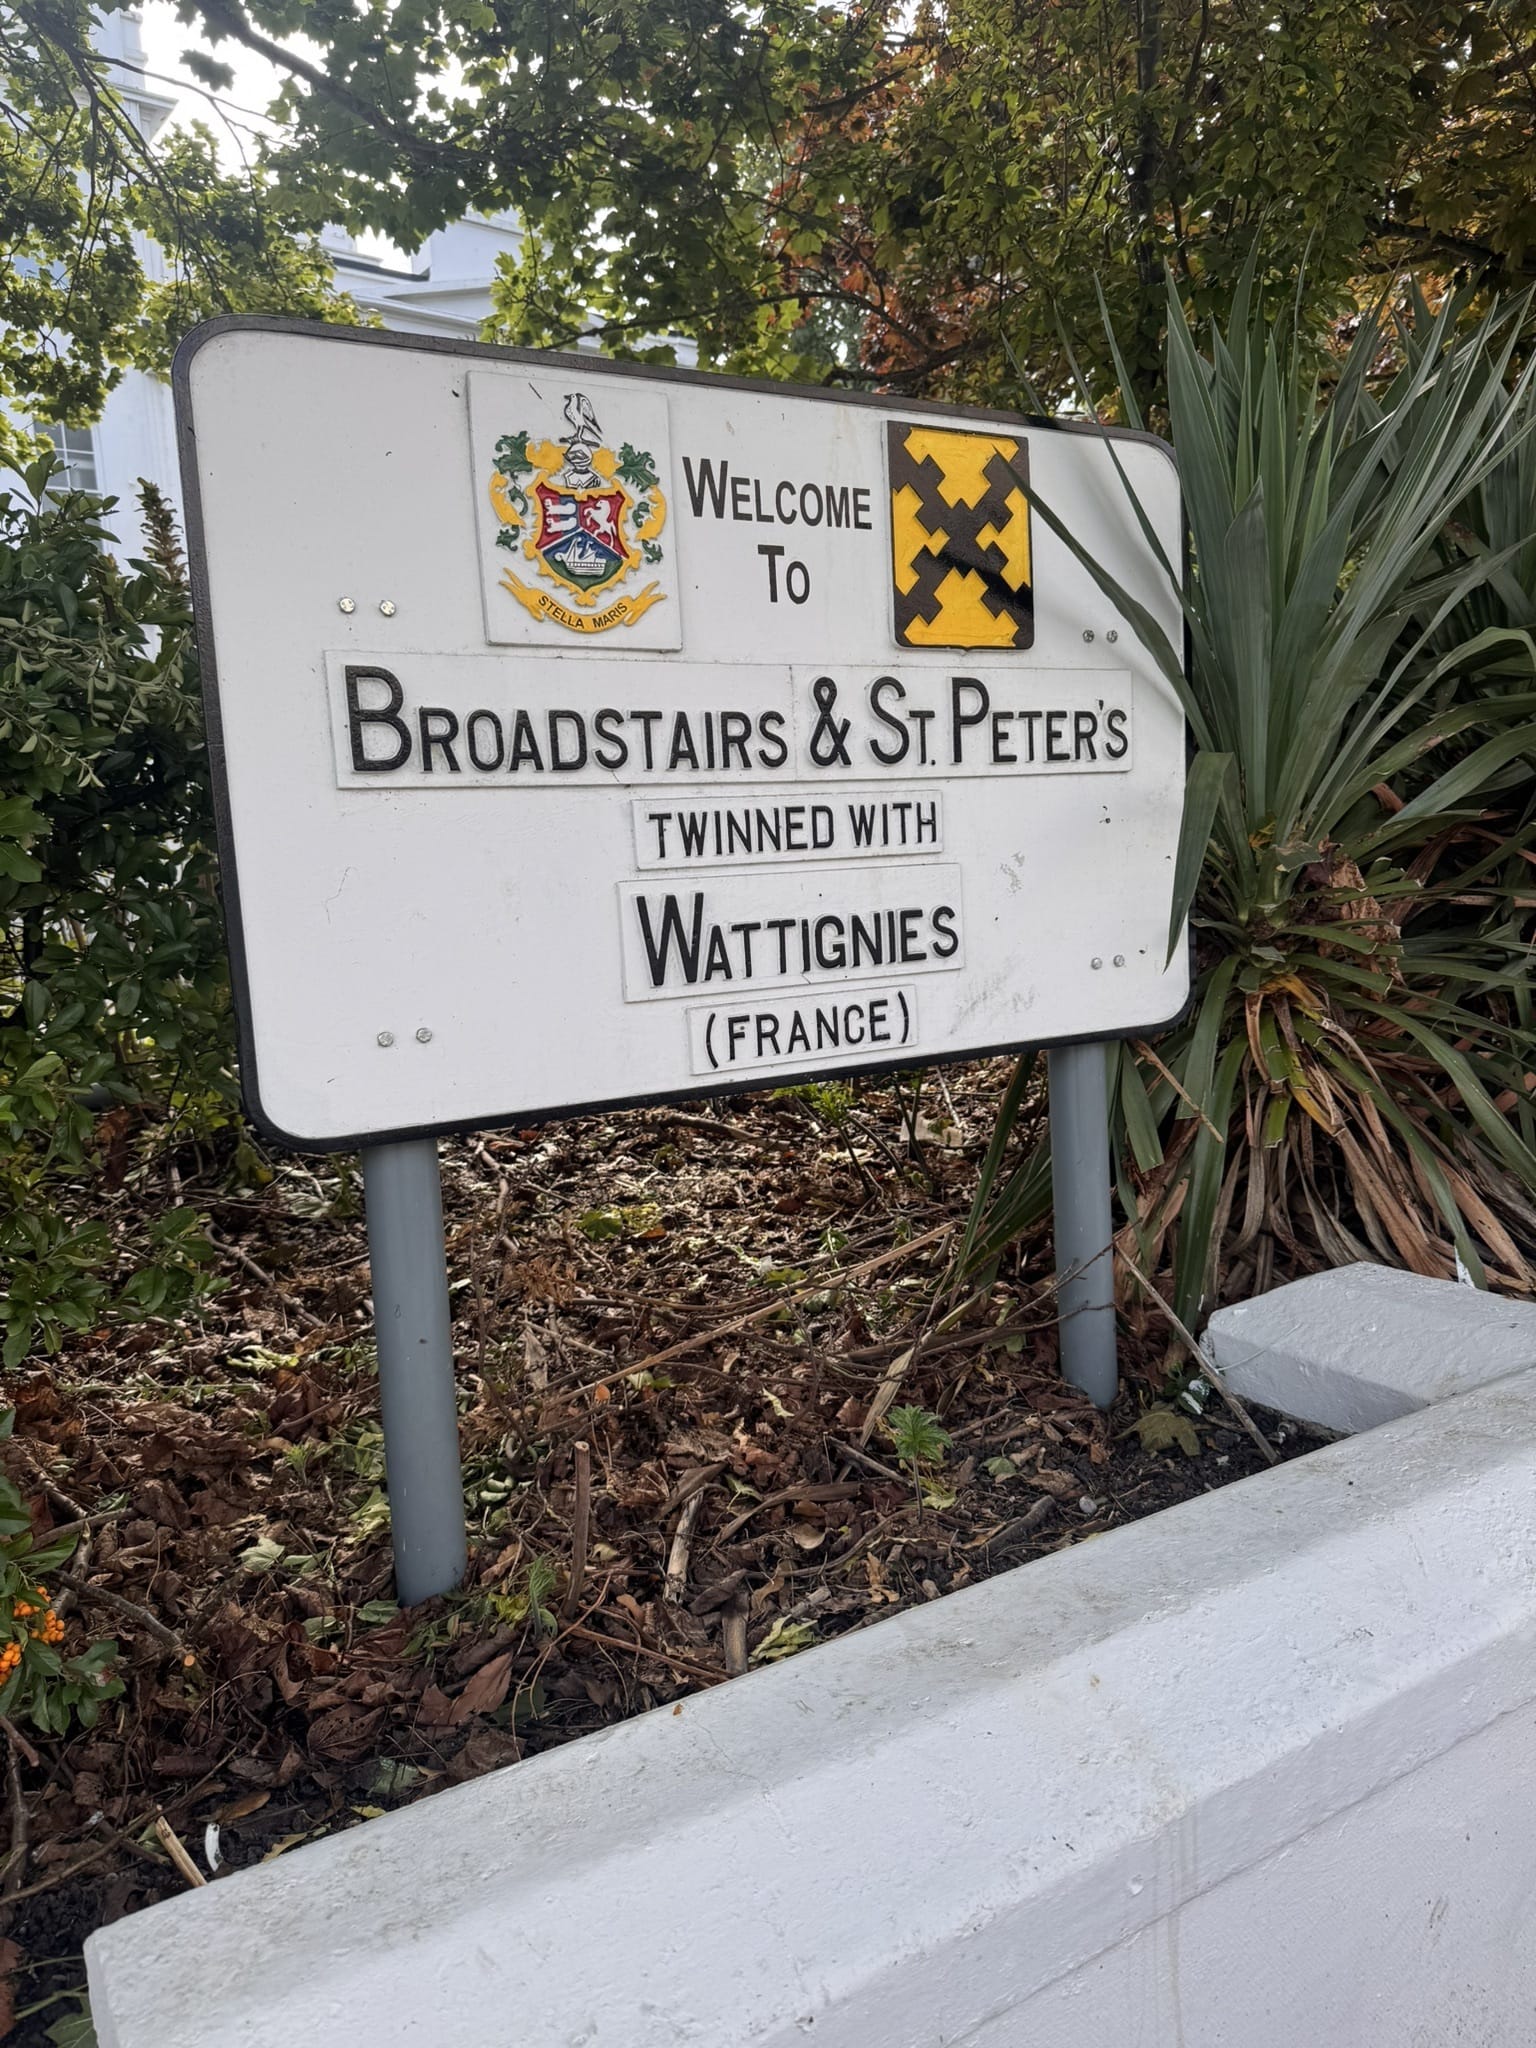 STELLA MARIS
WELCOME
TO
BROADSTAIRS & ST. PETER'S
TWINNED WITH
WATTIGNIES
(FRANCE)